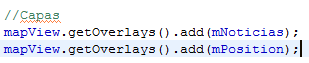 //Capas
mapView.getOverlays().add(mNoticias);
mapView.getOverlays().add(mPosition);